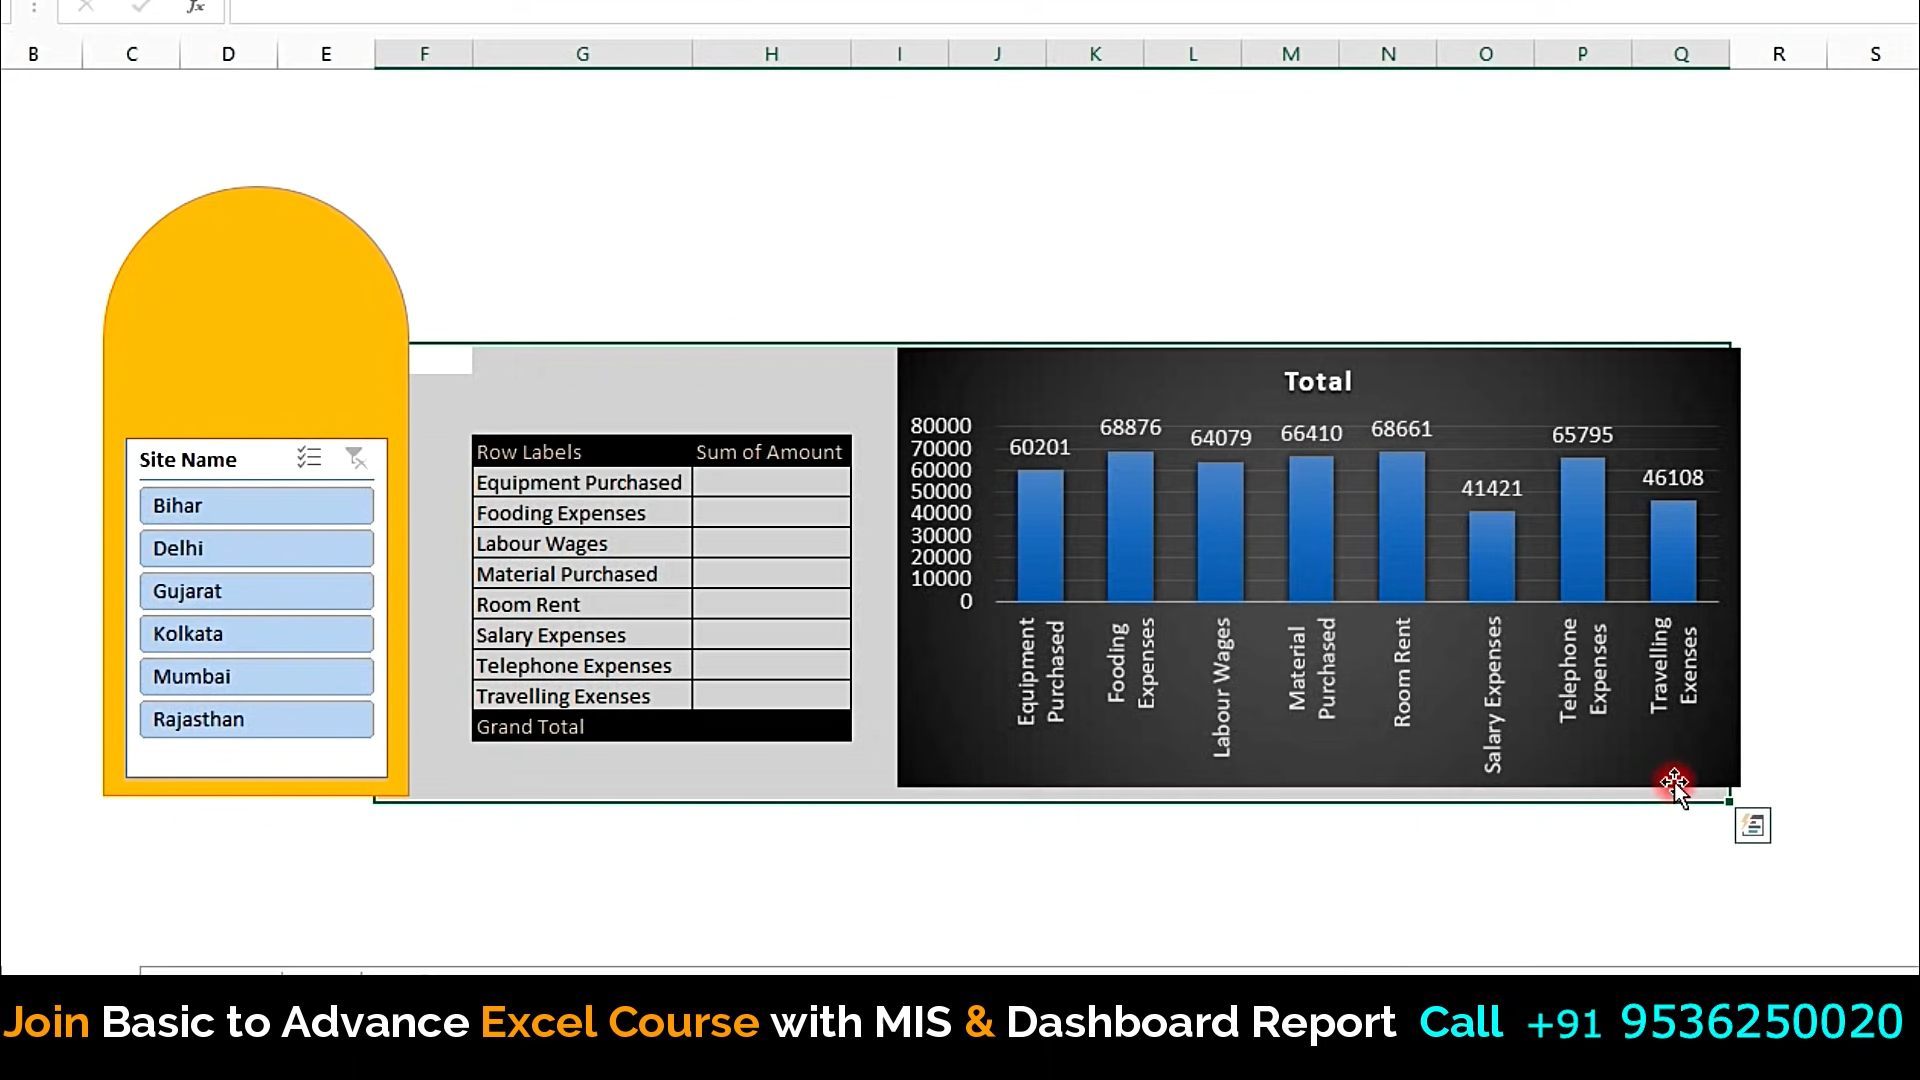 fx
B C D E F G H I J K L M N O P Q R S
Site Name
Bihar
Delhi
Gujarat
Kolkata
Mumbai
Rajasthan
Row Labels Sum of Amount
Equipment Purchased
Fooding Expenses
Labour Wages
Material Purchased
Room Rent
Salary Expenses
Telephone Expenses
Travelling Exenses
Grand Total
Total
80000
70000
60000
50000
40000
30000
20000
10000
0
60201 68876 64079 66410 68661 41421 65795 46108
Equipment
Purchased
Fooding
Expenses
Labour Wages
Material
Purchased
Room Rent
Salary Expenses
Telephone
Expenses
Travelling
Exenses
Join Basic to Advance Excel Course with MIS & Dashboard Report Call +91 9536250020